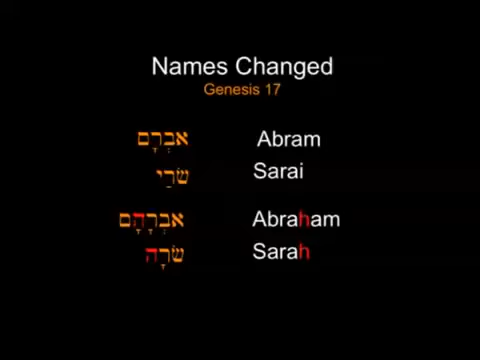 Names Changed
Genesis 17
אַבְרָם Abram
שָׂרַי Sarai
אַבְרָהָם Abraham
שָׂרָה Sarah